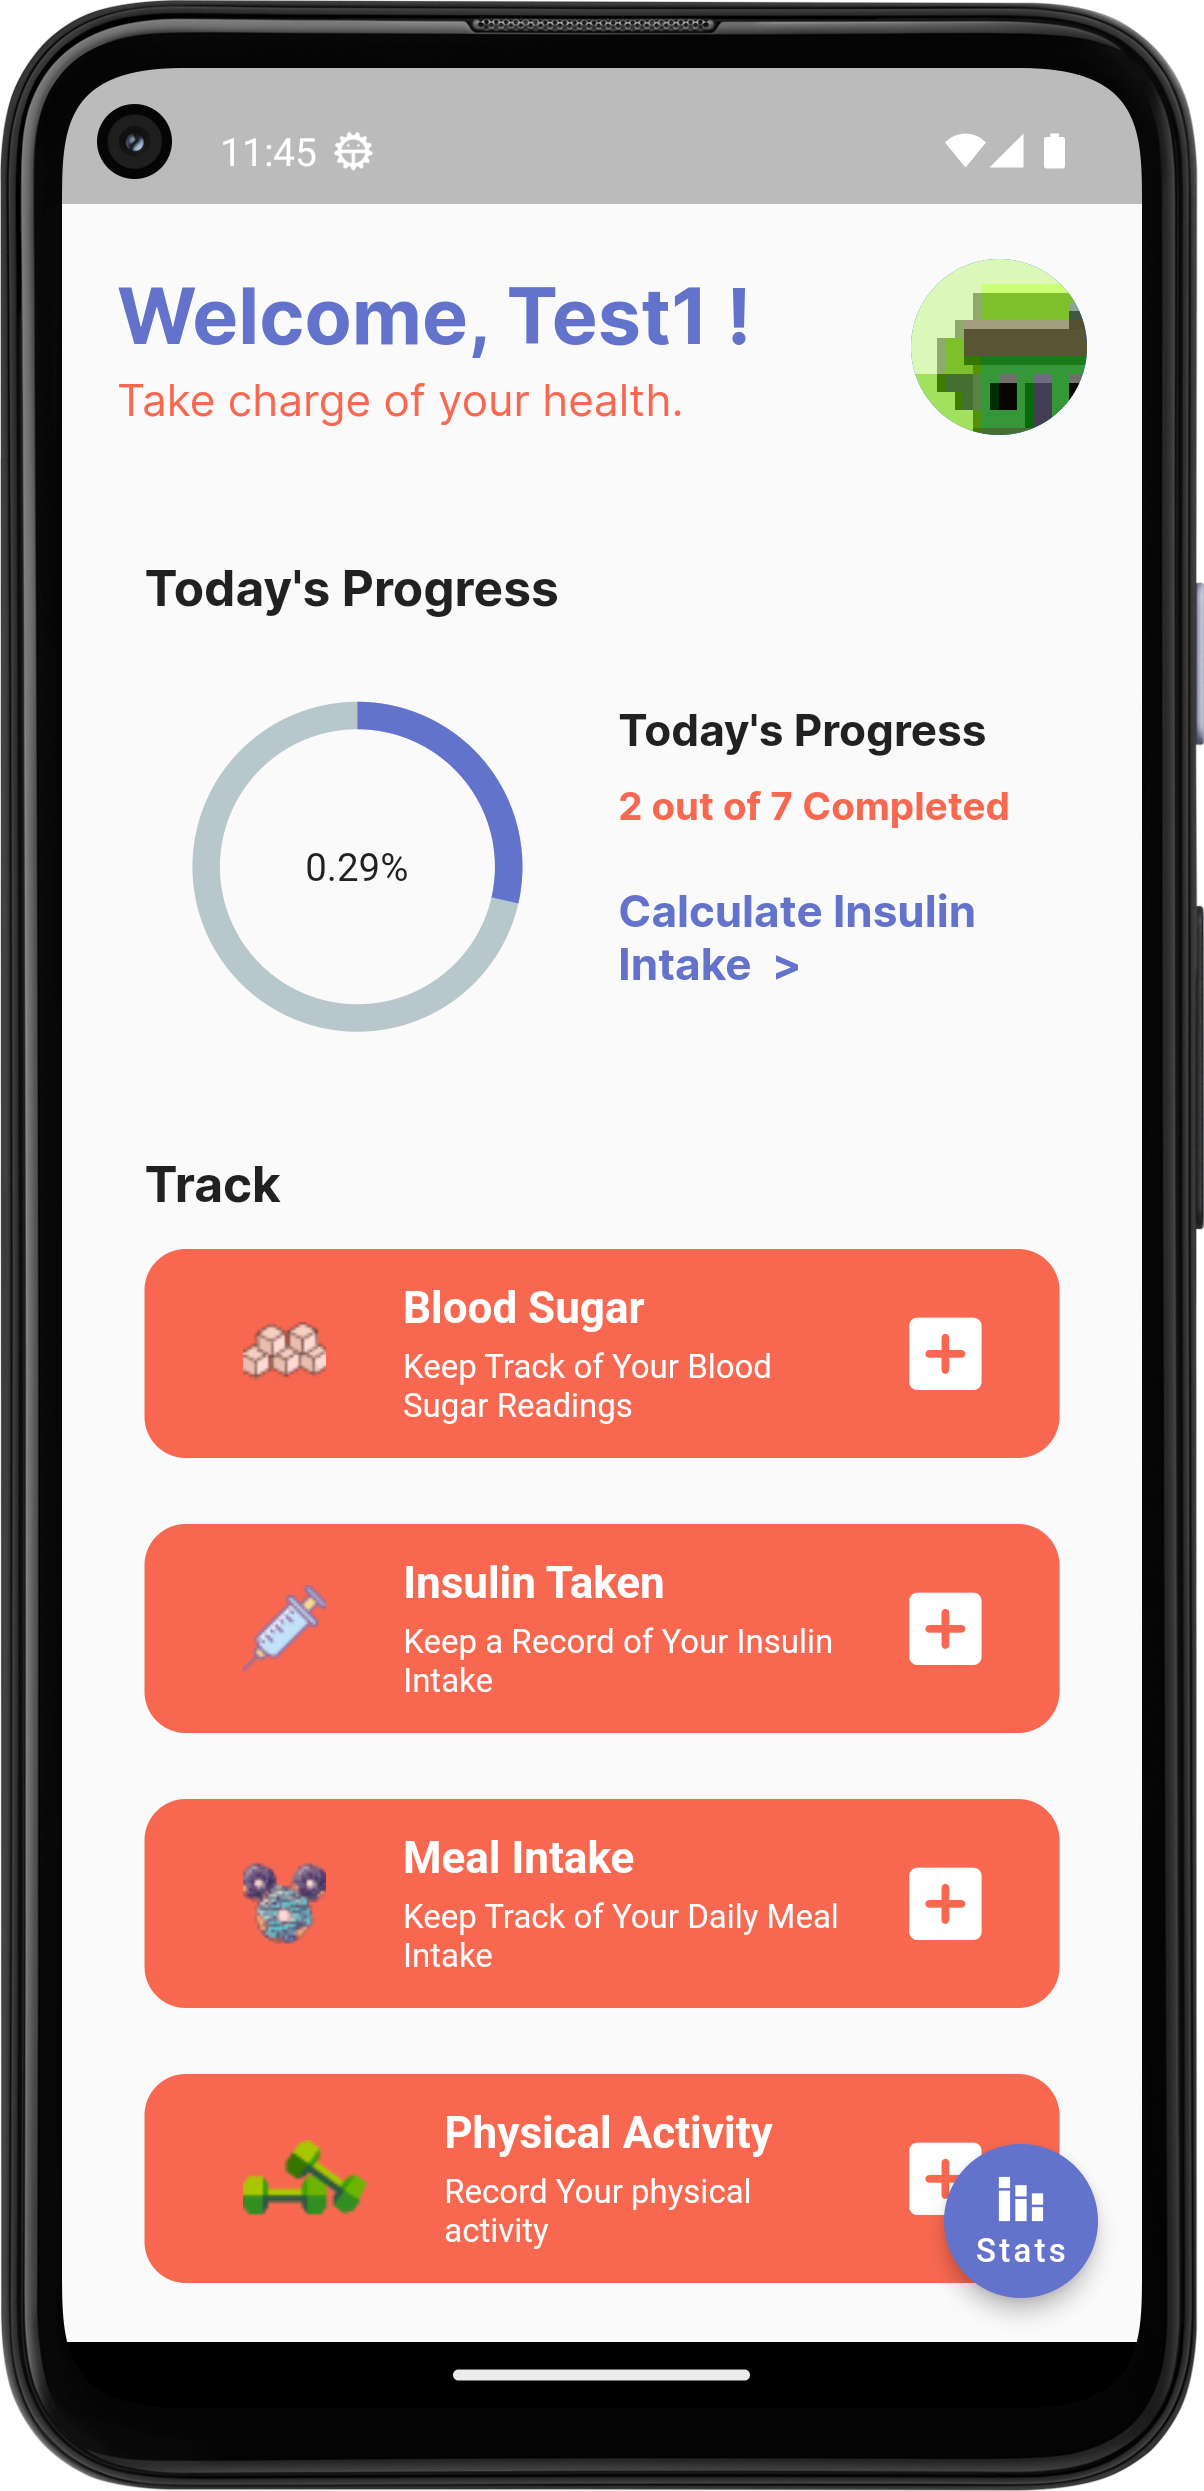 11:45
Welcome, Test1 !
Take charge of your health.
Today's Progress
0.29%
Today's Progress
2 out of 7 Completed
Calculate Insulin
Intake >
Track
Blood Sugar
Keep Track of Your Blood
Sugar Readings
Insulin Taken
Keep a Record of Your Insulin
Intake
Meal Intake
Keep Track of Your Daily Meal
Intake
Physical Activity
Record Your physical
activity
Stats